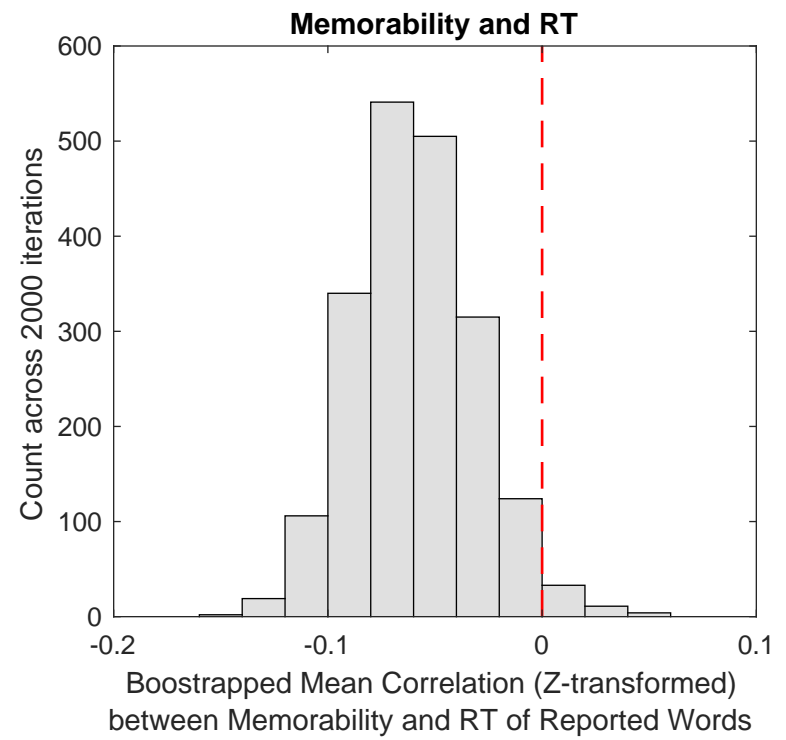 Memorability and RT
600
500
400
300
200
100
0
Count across 2000 iterations
-0.2
-0.1
0
0.1
Boostrapped Mean Correlation (Z-transformed)
between Memorability and RT of Reported Words